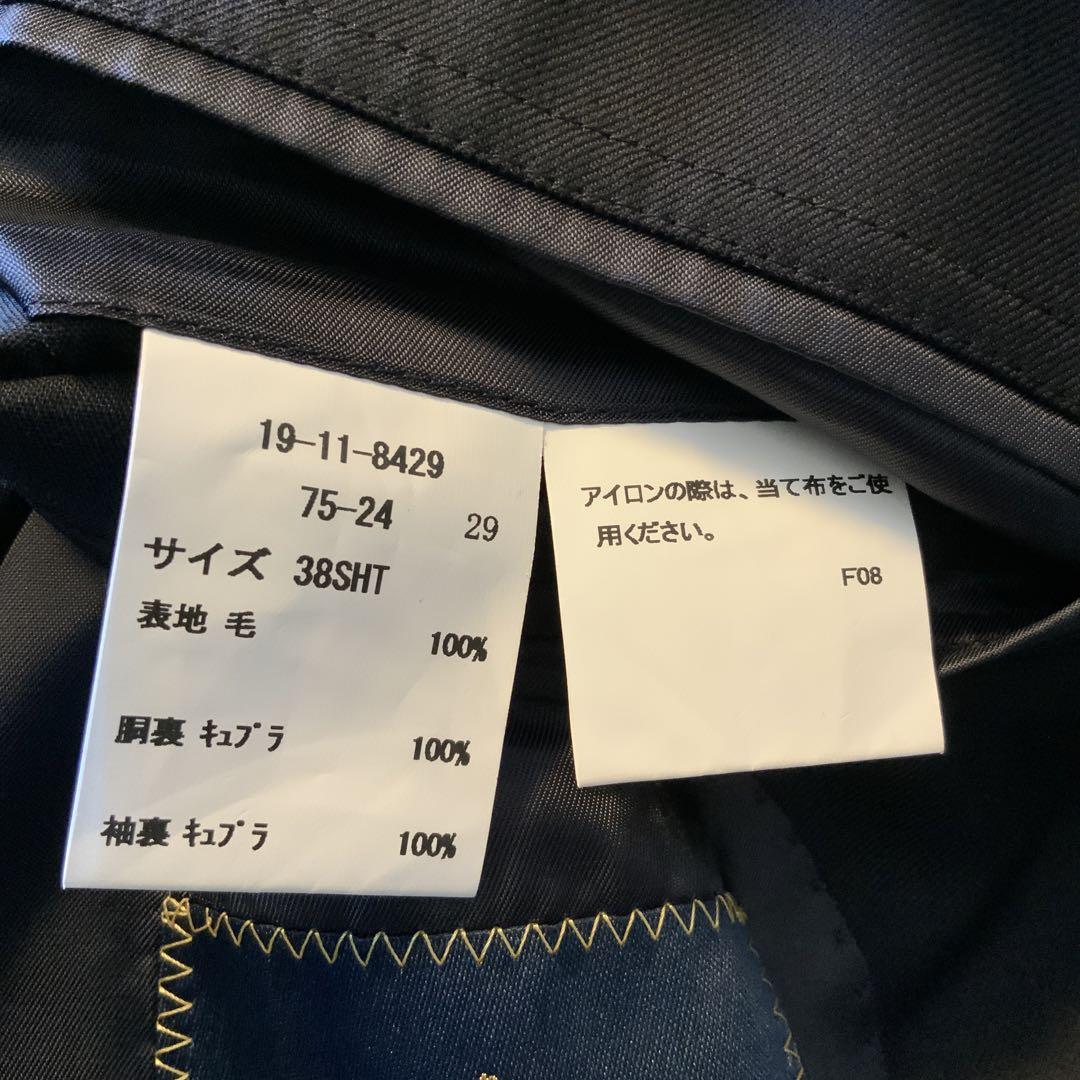 19-11-8429
75-24 29
サイズ 38SHT
表地 毛 100%
胴裏 ｷｭﾌﾟﾗ 100%
袖裏 ｷｭﾌﾟﾗ 100%
アイロンの際は、当て布をご使
用ください。
F08